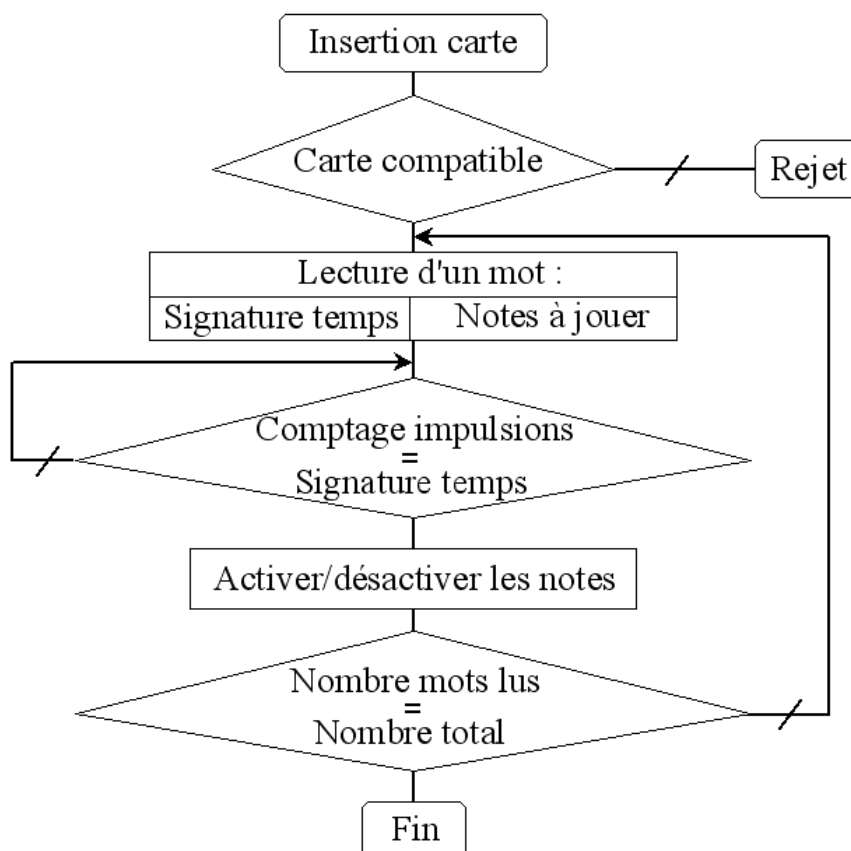 Insertion carte
Carte compatible
Rejet
Lecture d'un mot :
Signature temps
Notes à jouer
Comptage impulsions
=
Signature temps
Activer/désactiver les notes
Nombre mots lus
=
Nombre total
Fin